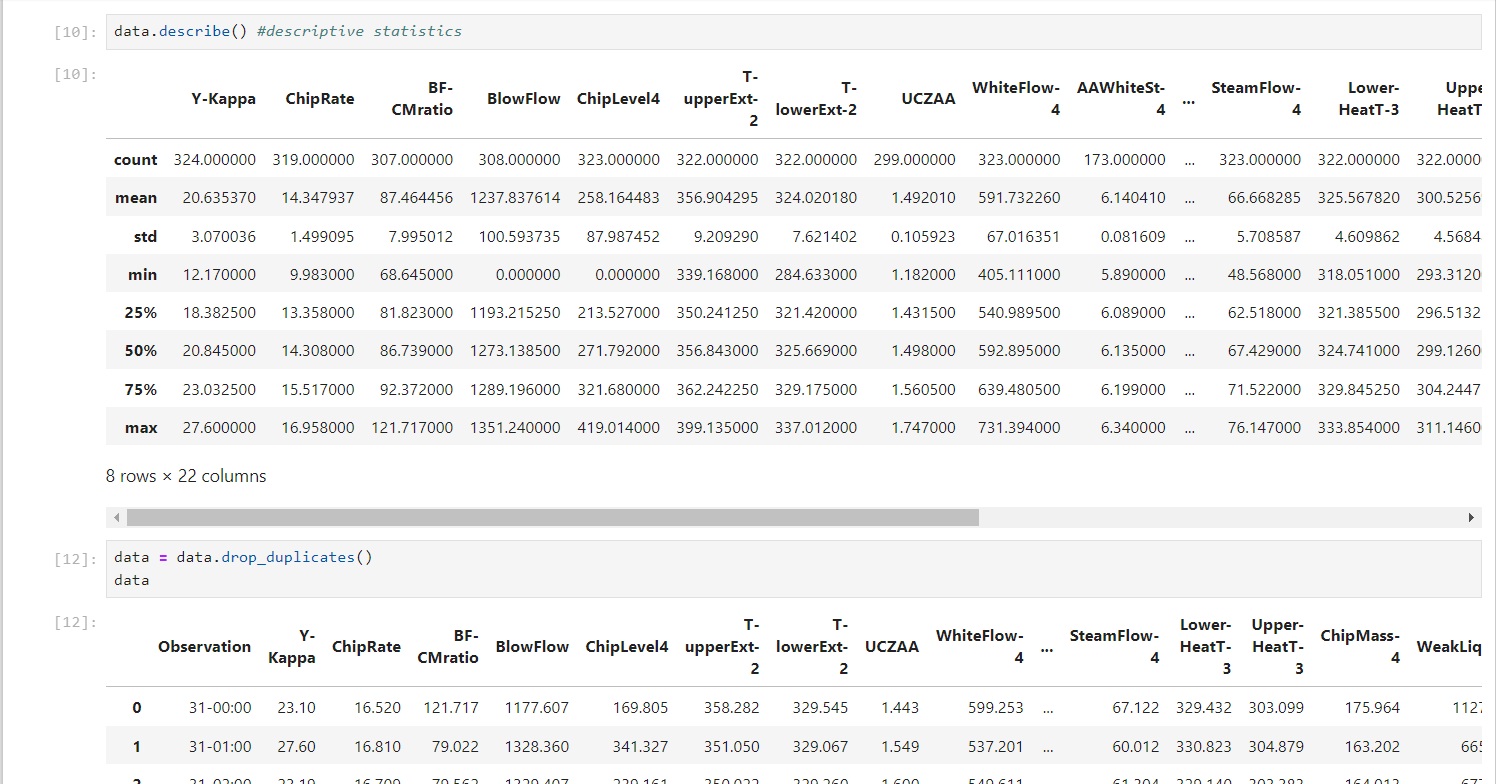 [10]: data.describe() #descriptive statistics
[10]:
Y-Kappa ChipRate BF-CMratio BlowFlow ChipLevel4 T-upperExt-2 T-lowerExt-2 UCZAA WhiteFlow-4 AAWhiteSt-4 ... SteamFlow-4 Lower-HeatT-3 Uppe HeatT
count 324.000000 319.000000 307.000000 308.000000 323.000000 322.000000 322.000000 299.000000 323.000000 173.000000 ... 323.000000 322.000000 322.0000
mean 20.635370 14.347937 87.464456 1237.837614 258.164483 356.904295 324.020180 1.492010 591.732260 6.140410 ... 66.668285 325.567820 300.5256
std 3.070036 1.499095 7.995012 100.593735 87.987452 9.209290 7.621402 0.105923 67.016351 0.081609 ... 5.708587 4.609862 4.5684
min 12.170000 9.983000 68.645000 0.000000 0.000000 339.168000 284.633000 1.182000 405.111000 5.890000 ... 48.568000 318.051000 293.3120
25% 18.382500 13.358000 81.823000 1193.215250 213.527000 350.241250 321.420000 1.431500 540.989500 6.089000 ... 62.518000 321.385500 296.5132
50% 20.845000 14.308000 86.739000 1273.138500 271.792000 356.843000 325.669000 1.498000 592.895000 6.135000 ... 67.429000 324.741000 299.1260
75% 23.032500 15.517000 92.372000 1289.196000 321.680000 362.242250 329.175000 1.560500 639.480500 6.199000 ... 71.522000 329.845250 304.2447
max 27.600000 16.958000 121.717000 1351.240000 419.014000 399.135000 337.012000 1.747000 731.394000 6.340000 ... 76.147000 333.854000 311.1460
8 rows × 22 columns
[12]: data = data.drop_duplicates()
data
[12]:
Observation Y-Kappa ChipRate BF-CMratio BlowFlow ChipLevel4 T-upperExt-2 T-lowerExt-2 UCZAA WhiteFlow-4 ... SteamFlow-4 Lower-HeatT-3 Upper-HeatT-3 ChipMass-4 WeakLiq
0 31-00:00 23.10 16.520 121.717 1177.607 169.805 358.282 329.545 1.443 599.253 ... 67.122 329.432 303.099 175.964 1127
1 31-01:00 27.60 16.810 79.022 1328.360 341.327 351.050 329.067 1.549 537.201 ... 60.012 330.823 304.879 163.202 665